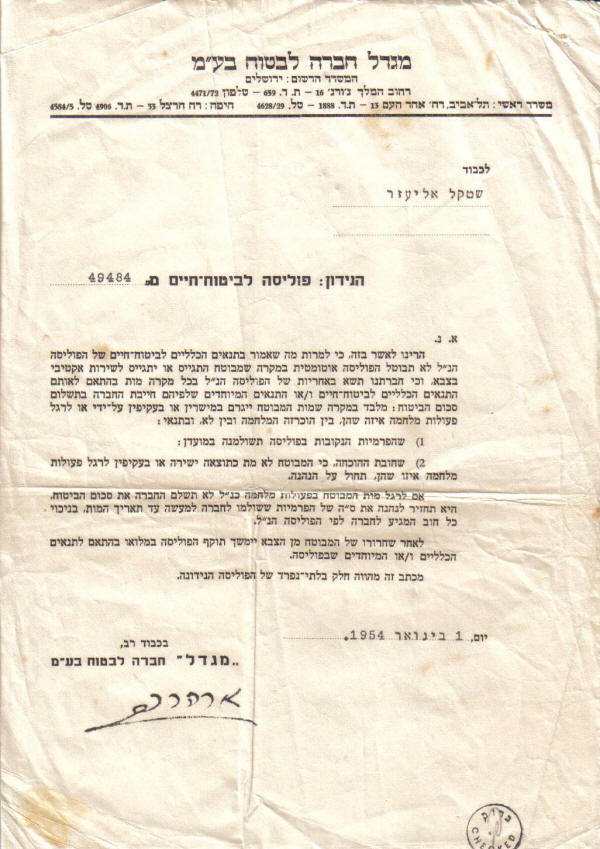 מגדל חברה לבטוח בע״מ
המשרד הרשום: ירושלים
רחוב המלך ג׳ורג׳ 16 – ת. ד. 659 – טלפון 4471/72
משרד ראשי: תל־אביב, רח׳ אחד העם 13 – ת.ד. 1888 – טל. 4628/29 חיפה: רח הרצל 53 – ת.ד. 4906 טל. 4584/5
לכבוד
שטקל אליעזר
הנידון: פוליסה לביטוח־חיים מ. 49484
א. נ.
הרינו לאשר בזה, כי למרות מה שאמור בתנאים הכלליים לביטוח־חיים של הפוליסה
הנ״ל לא תבוטל הפוליסה אוטומטית במקרה שמבוטח התגייס או יתגייס לשירות אקטיבי
בצבא, וכי חברתנו תשא באחריות של הפוליסה הנ״ל בכל מקרה מות בהתאם לאותם
התנאים הכלליים לביטוח־חיים ו/או התנאים המיוחדים שלפיהם חייבת החברה בתשלום
סכום הביטוח: מלבד במקרה שמות המבוטח ייגרם במישרין או בעקיפין על־ידי או לרגל
פעולות מלחמה איזה שהן, בין הוכרזה המלחמה ובין לא, ובתנאי:
1) שהפרמיות הנקובות בפוליסה תשולמנה במועדן:
2) שחובת ההוכחה, כי המבוטח לא מת כתוצאה ישירה או בעקיפין לרגל פעולות
מלחמה איזו שהן, תחול על הנהנה.
אם לרגל מות המבוטח בפעולות מלחמה כנ״ל לא תשלם החברה את סכום הביטוח,
היא תחזיר לנהנה את ס״ה של הפרמיות ששולמו לחברה למעשה עד תאריך המות, בניכוי
כל חוב המגיע לחברה לפי הפוליסה הנ״ל.
לאחר שחרורו של המבוטח מן הצבא יימשך תוקף הפוליסה במלואו בהתאם לתנאים
הכלליים ו/או המיוחדים שבפוליסה.
מכתב זה מהווה חלק בלתי־נפרד של הפוליסה הנידונה.
יום, 1 בינואר 1954.
בכבוד רב,
„מגדל״ חברה לבטוח בע״מ
בדוק
CHECKED